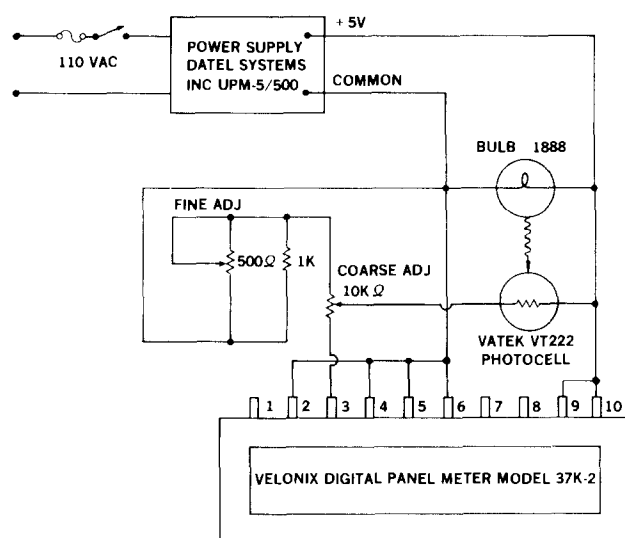 + 5V
110 VAC
POWER SUPPLY
DATEL SYSTEMS
INC UPM-5/500
COMMON
BULB 1888
FINE ADJ
500Ω
1K
COARSE ADJ
10K Ω
VATEK VT222
PHOTOCELL
1 2 3 4 5 6 7 8 9 10
VELONIX DIGITAL PANEL METER MODEL 37K-2